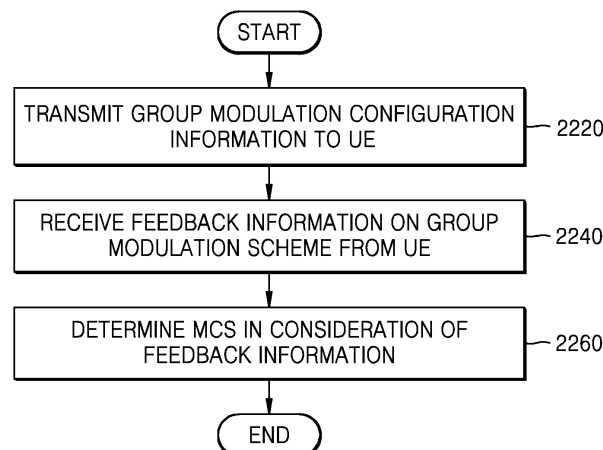 START
TRANSMIT GROUP MODULATION CONFIGURATION
INFORMATION TO UE
2220
RECEIVE FEEDBACK INFORMATION ON GROUP
MODULATION SCHEME FROM UE
2240
DETERMINE MCS IN CONSIDERATION OF
FEEDBACK INFORMATION
2260
END